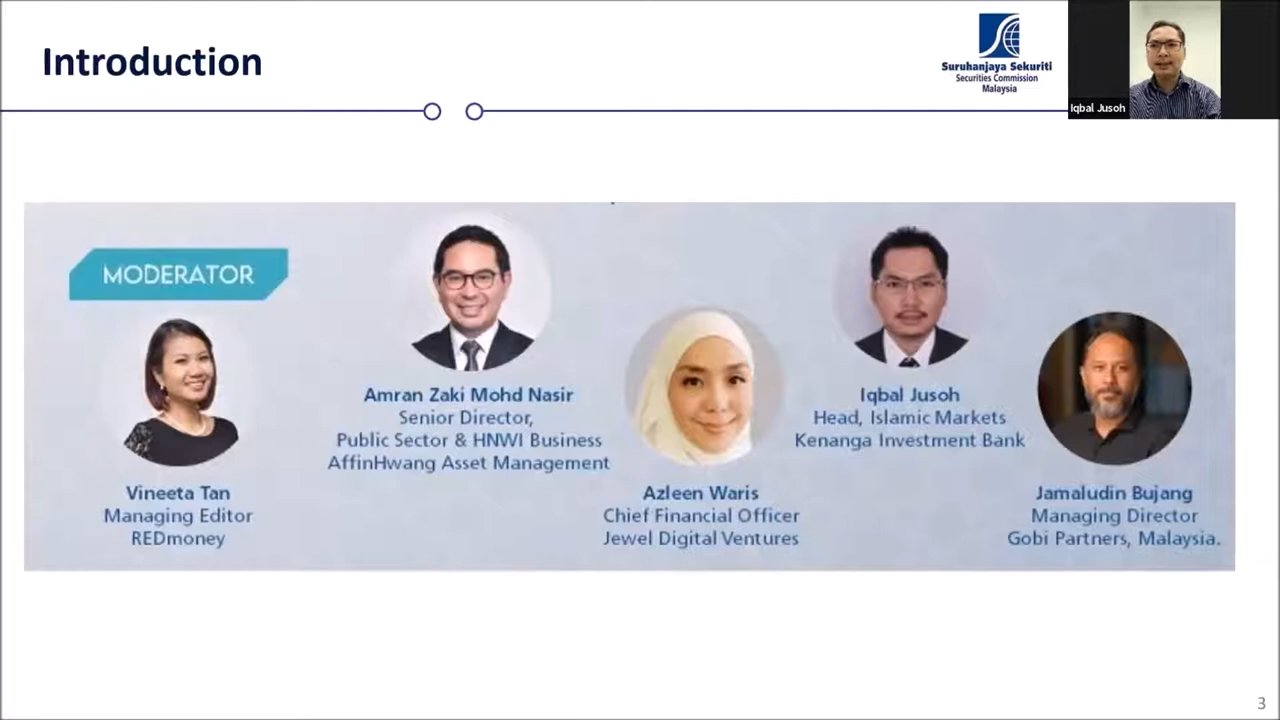 Introduction
Suruhanjaya Sekuriti
Securities Commission
Malaysia
Iqbal Jusoh
MODERATOR
Vineeta Tan
Managing Editor
REDmoney
Amran Zaki Mohd Nasir
Senior Director,
Public Sector & HNWI Business
AffinHwang Asset Management
Azleen Waris
Chief Financial Officer
Jewel Digital Ventures
Iqbal Jusoh
Head, Islamic Markets
Kenanga Investment Bank
Jamaludin Bujang
Managing Director
Gobi Partners, Malaysia.
3